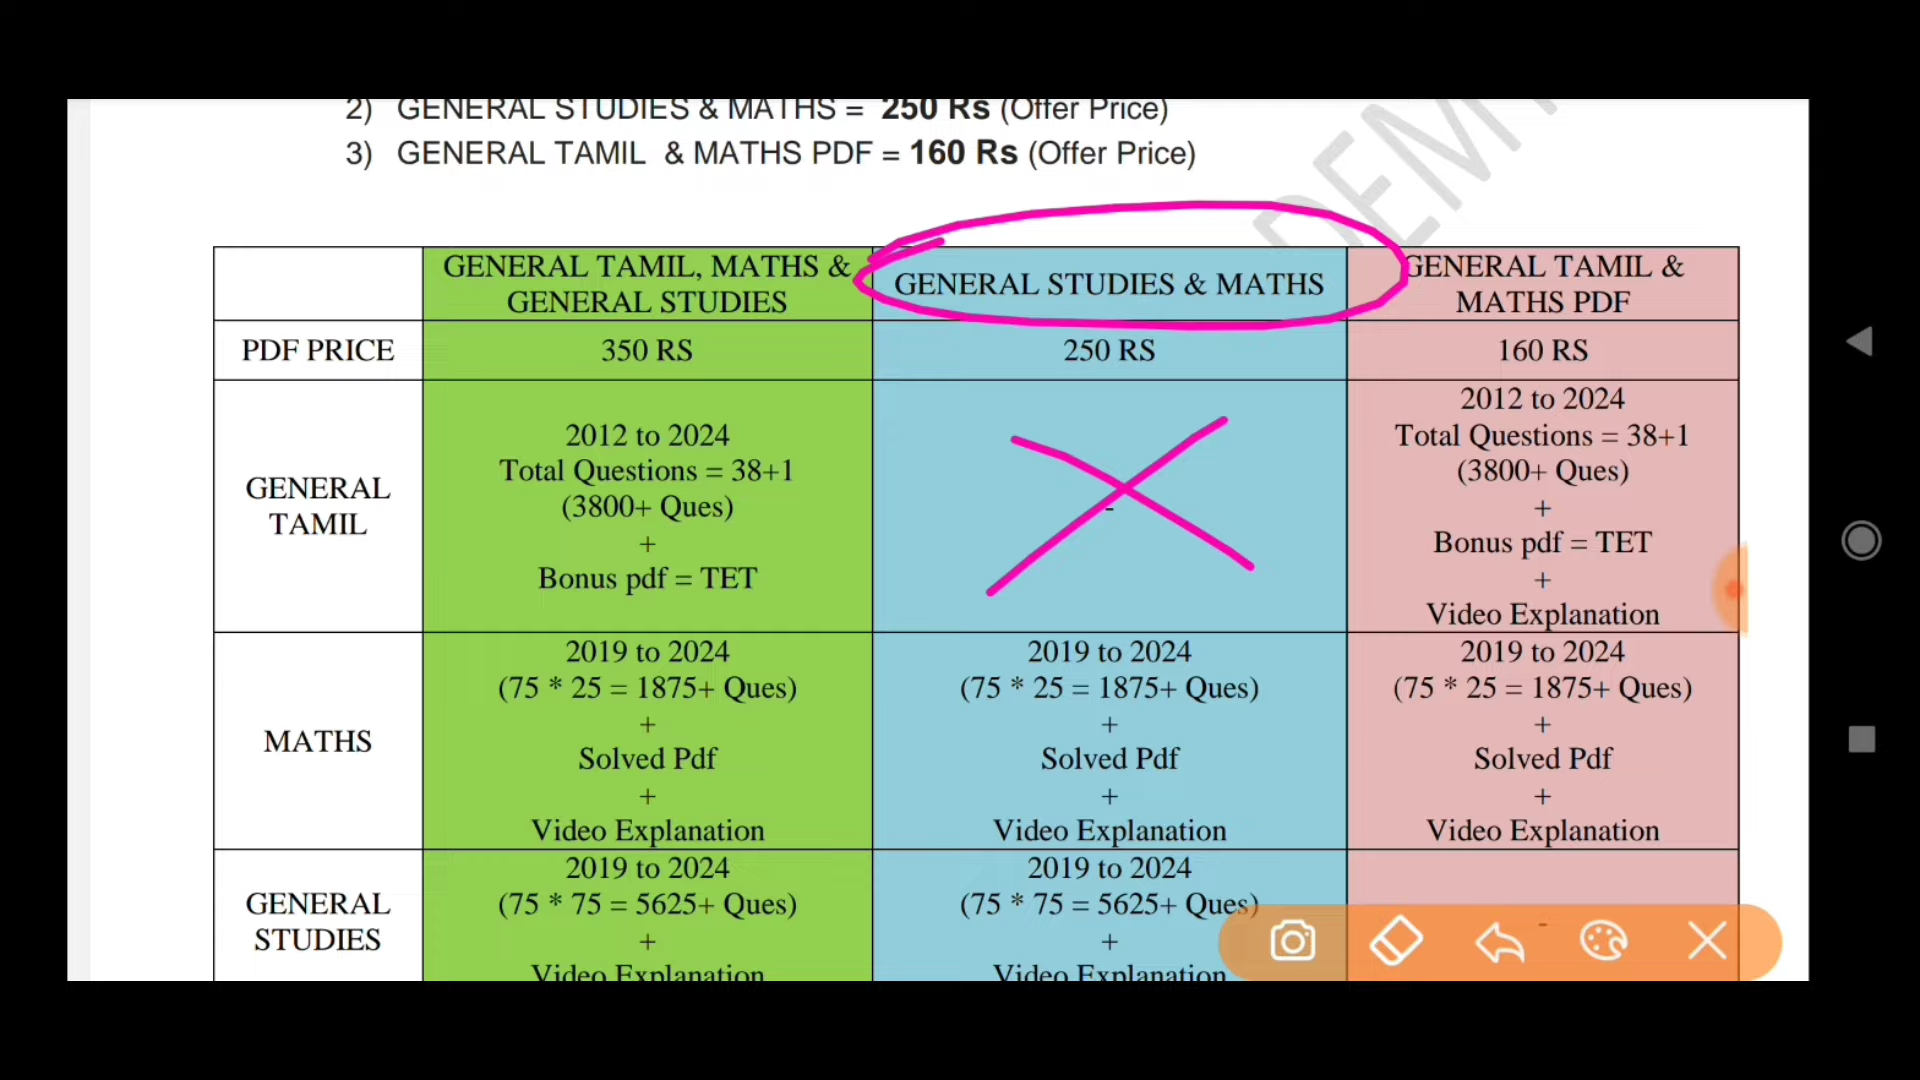 2) GENERAL STUDIES & MATHS = 250 Rs (Offer Price)
3) GENERAL TAMIL & MATHS PDF = 160 Rs (Offer Price)
GENERAL TAMIL, MATHS &
GENERAL STUDIES
GENERAL STUDIES & MATHS
GENERAL TAMIL &
MATHS PDF
PDF PRICE
350 RS
250 RS
160 RS
GENERAL
TAMIL
2012 to 2024
Total Questions = 38+1
(3800+ Ques)
+
Bonus pdf = TET
-
2012 to 2024
Total Questions = 38+1
(3800+ Ques)
+
Bonus pdf = TET
+
Video Explanation
MATHS
2019 to 2024
(75 * 25 = 1875+ Ques)
+
Solved Pdf
+
Video Explanation
2019 to 2024
(75 * 25 = 1875+ Ques)
+
Solved Pdf
+
Video Explanation
2019 to 2024
(75 * 25 = 1875+ Ques)
+
Solved Pdf
+
Video Explanation
GENERAL
STUDIES
2019 to 2024
(75 * 75 = 5625+ Ques)
+
Video Explanation
2019 to 2024
(75 * 75 = 5625+ Ques)
+
Video Explanation
-